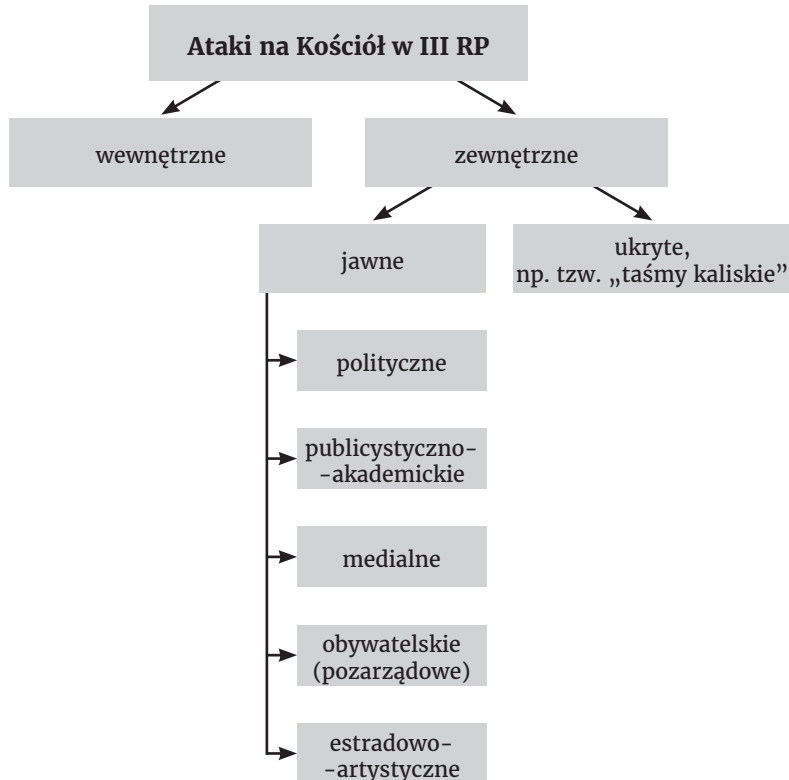 Ataki na Kościół w III RP
wewnętrzne
zewnętrzne
jawne
ukryte,
np. tzw. „taśmy kaliskie”
polityczne
publicystyczno-
-akademickie
medialne
obywatelskie
(pozarządowe)
estradowo-
-artystyczne